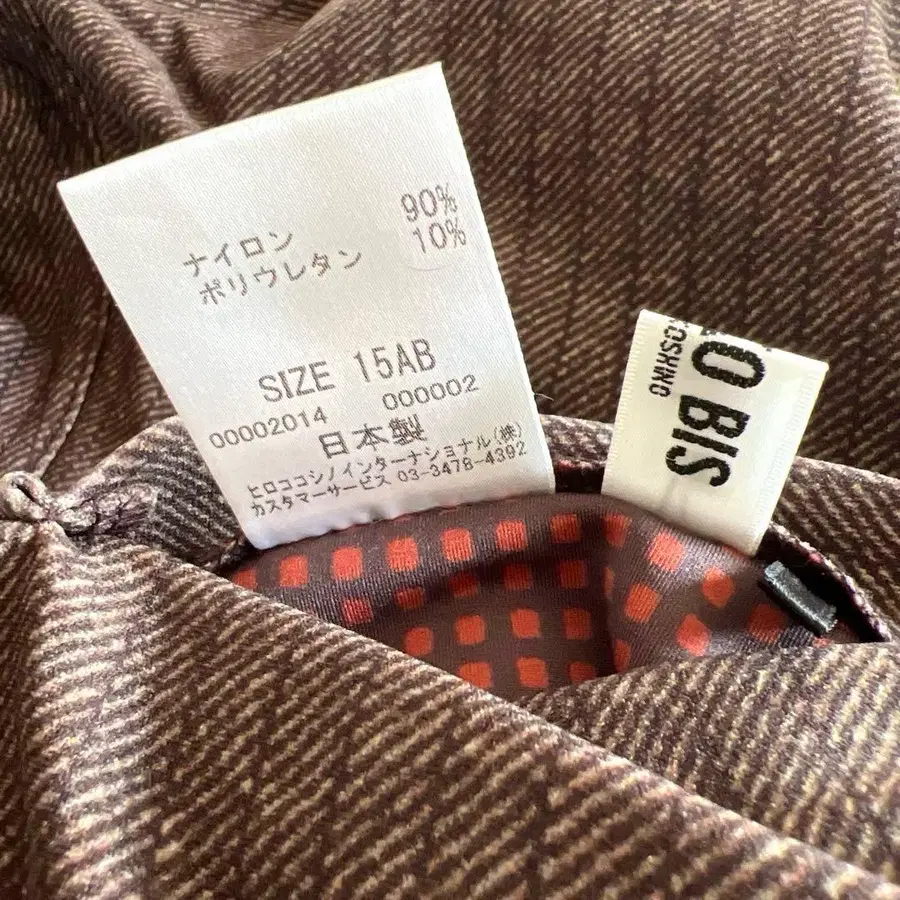 ナイロン 90%
ポリウレタン 10%
SIZE 15AB
00002014 000002
日本製
ヒロココシノインターナショナル(株)
カスタマーサービス 03-3478-4392
O BIS